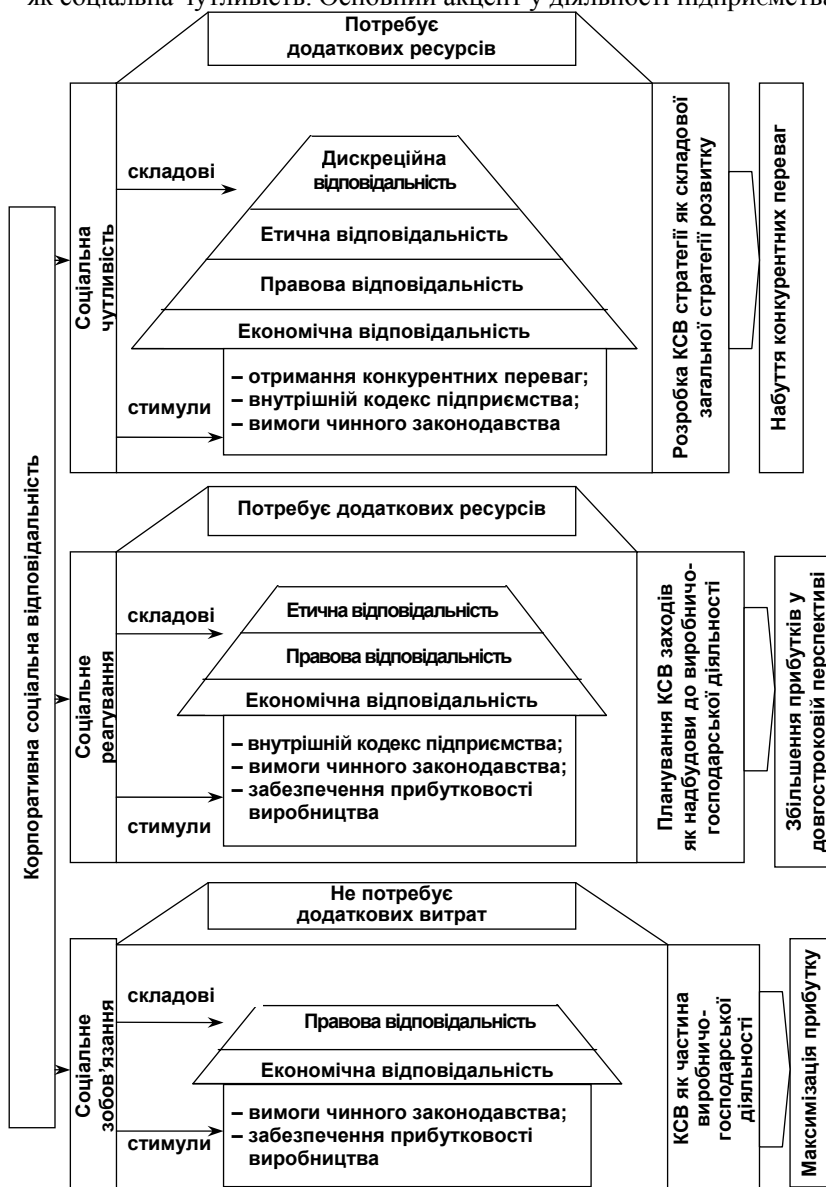 як соціальна чутливість. Основний акцент у діяльності підприємства
Потребує
додаткових ресурсів
Корпоративна соціальна відповідальність
Соціальна
чутливість
складові
Дискреційна
відповідальність
Етична відповідальність
Правова відповідальність
Економічна відповідальність
стимули
– отримання конкурентних переваг;
– внутрішній кодекс підприємства;
– вимоги чинного законодавства
Розробка КСВ стратегії як складової
загальної стратегії розвитку
Набуття конкурентних переваг
Потребує додаткових ресурсів
Соціальне
реагування
складові
Етична відповідальність
Правова відповідальність
Економічна відповідальність
стимули
– внутрішній кодекс підприємства;
– вимоги чинного законодавства;
– забезпечення прибутковості
виробництва
Планування КСВ заходів
як надбудови до виробничо-
господарської діяльності
Збільшення прибутків у
довгостроковій перспективі
Не потребує
додаткових витрат
Соціальне
зобов’язання
складові
Правова відповідальність
Економічна відповідальність
стимули
– вимоги чинного законодавства;
– забезпечення прибутковості
виробництва
КСВ як частина
виробничо-
господарської
діяльності
Максимізація прибутку